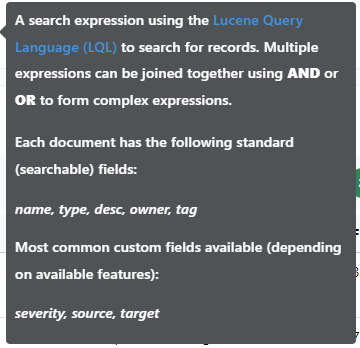 A search expression using the Lucene Query
Language (LQL) to search for records. Multiple
expressions can be joined together using AND or
OR to form complex expressions.
Each document has the following standard
(searchable) fields:
name, type, desc, owner, tag
Most common custom fields available (depending
on available features):
severity, source, target